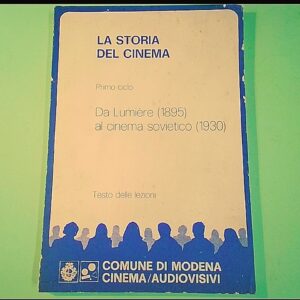 LA STORIA
DEL CINEMA
Primo ciclo
Da Lumière (1895)
al cinema sovietico (1930)
Testo delle lezioni
COMUNE DI MODENA
CINEMA/AUDIOVISIVI